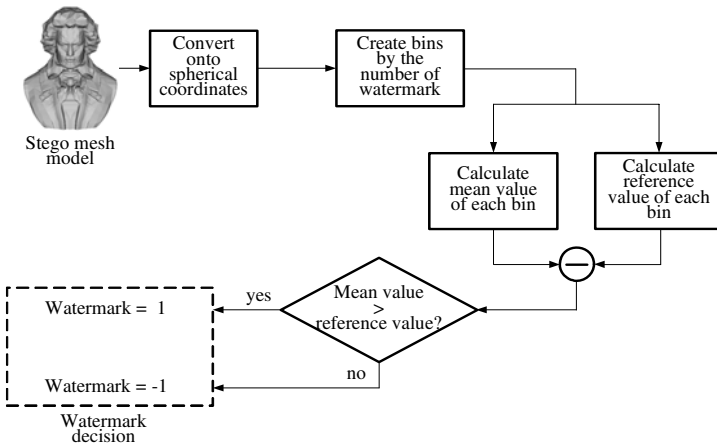 Convert
onto
spherical
coordinates
Create bins
by the
number of
watermark
Stego mesh
model
Calculate
mean value
of each bin
Calculate
reference
value of each
bin
Mean value
>
reference value?
yes
no
Watermark = 1
Watermark = -1
Watermark
decision